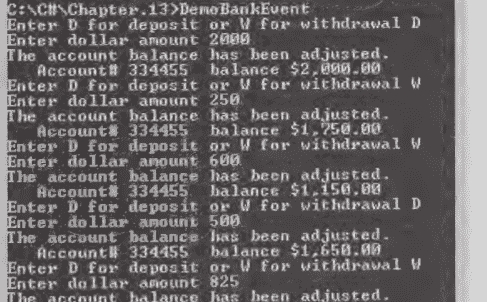 C:\C#\Chapter.13>DemoBankEvent
Enter D for deposit or W for withdrawal D
Enter dollar amount 2000
The account balance has been adjusted.
Account# 334455 balance $2,000.00
Enter D for deposit or W for withdrawal W
Enter dollar amount 250
The account balance has been adjusted.
Account# 334455 balance $1,750.00
Enter D for deposit or W for withdrawal W
Enter dollar amount 600
The account balance has been adjusted.
Account# 334455 balance $1,150.00
Enter D for deposit or W for withdrawal D
Enter dollar amount 500
The account balance has been adjusted.
Account# 334455 balance $1,650.00
Enter D for deposit or W for withdrawal W
Enter dollar amount 825
The account balance has been adjusted.